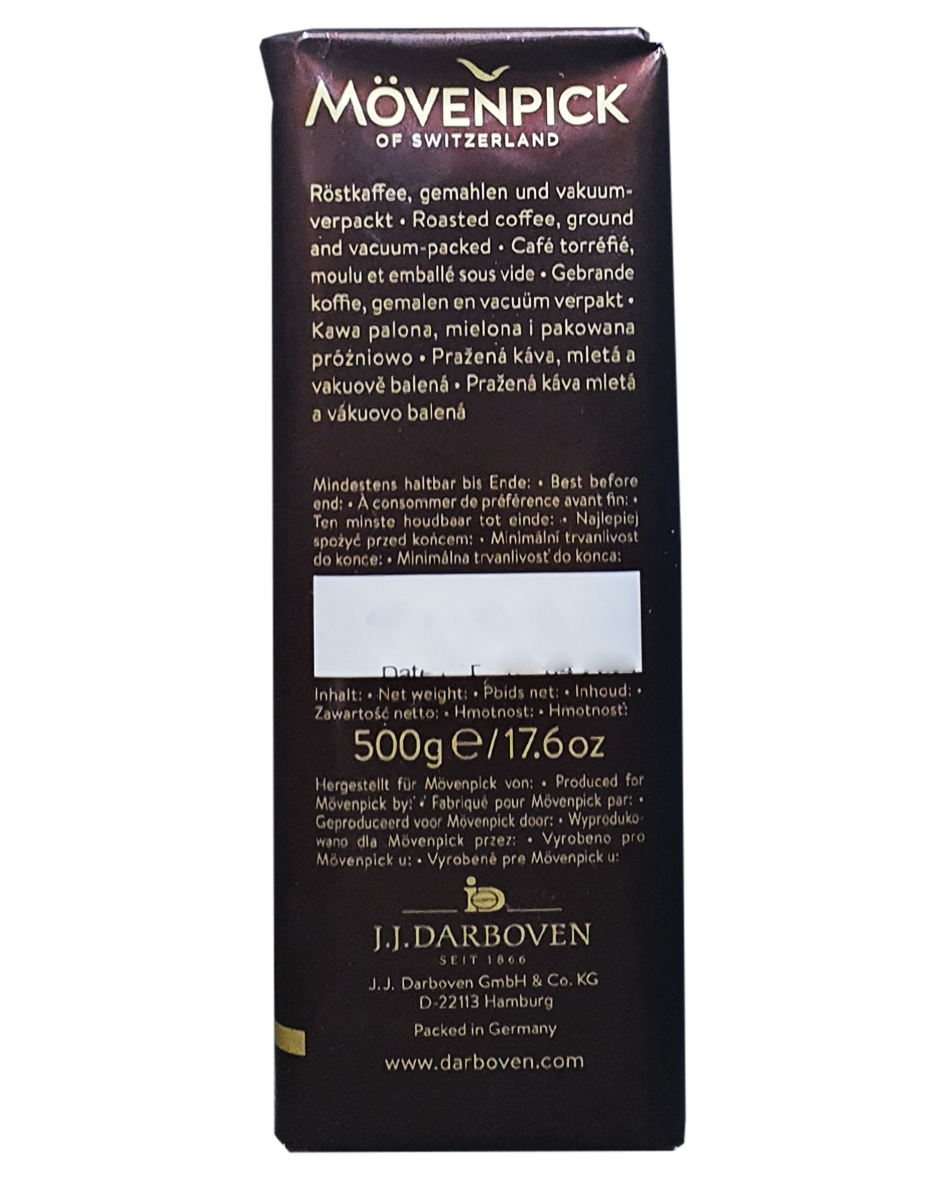 MÖVENPICK
OF SWITZERLAND
Röstkaffee, gemahlen und vakuum-
verpackt • Roasted coffee, ground
and vacuum-packed • Café torréfié,
moulu et emballé sous vide • Gebrande
koffie, gemalen en vacuüm verpakt •
Kawa palona, mielona i pakowana
próżniowo • Pražená káva, mletá a
vakuově balená • Pražená káva mletá
a vákuovo balená
Mindestens haltbar bis Ende: • Best before
end: • À consommer de préférence avant fin: •
Ten minste houdbaar tot einde: • Najlepiej
spożyć przed końcem: • Minimální trvanlivost
do konce: • Minimálna trvanlivosť do konca:
Inhalt: • Net weight: • Poids net: • Inhoud: •
Zawartość netto: • Hmotnost: • Hmotnosť:
500g ℮/17.6 oz
Hergestellt für Mövenpick von: • Produced for
Mövenpick by: • Fabriqué pour Mövenpick par: •
Geproduceerd voor Mövenpick door: • Wyproduko-
wano dla Mövenpick przez: • Vyrobeno pro
Mövenpick u: • Vyrobené pre Mövenpick u:
J.J. DARBOVEN
SEIT 1866
J.J. Darboven GmbH & Co. KG
D-22113 Hamburg
Packed in Germany
www.darboven.com